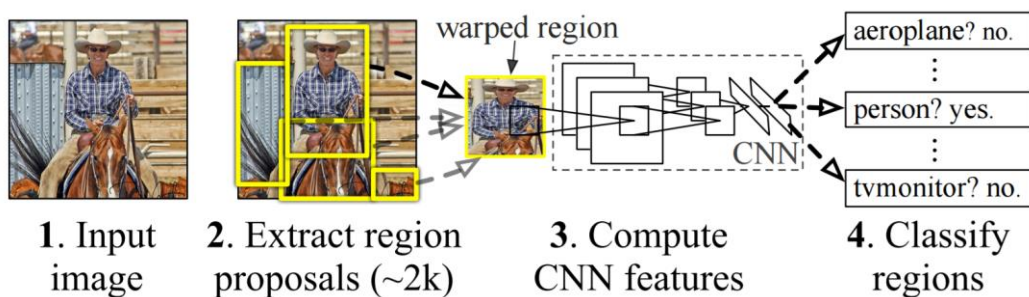 warped region
aeroplane? no.
person? yes.
CNN
tvmonitor? no.
1. Input
image
2. Extract region
proposals (~2k)
3. Compute
CNN features
4. Classify
regions